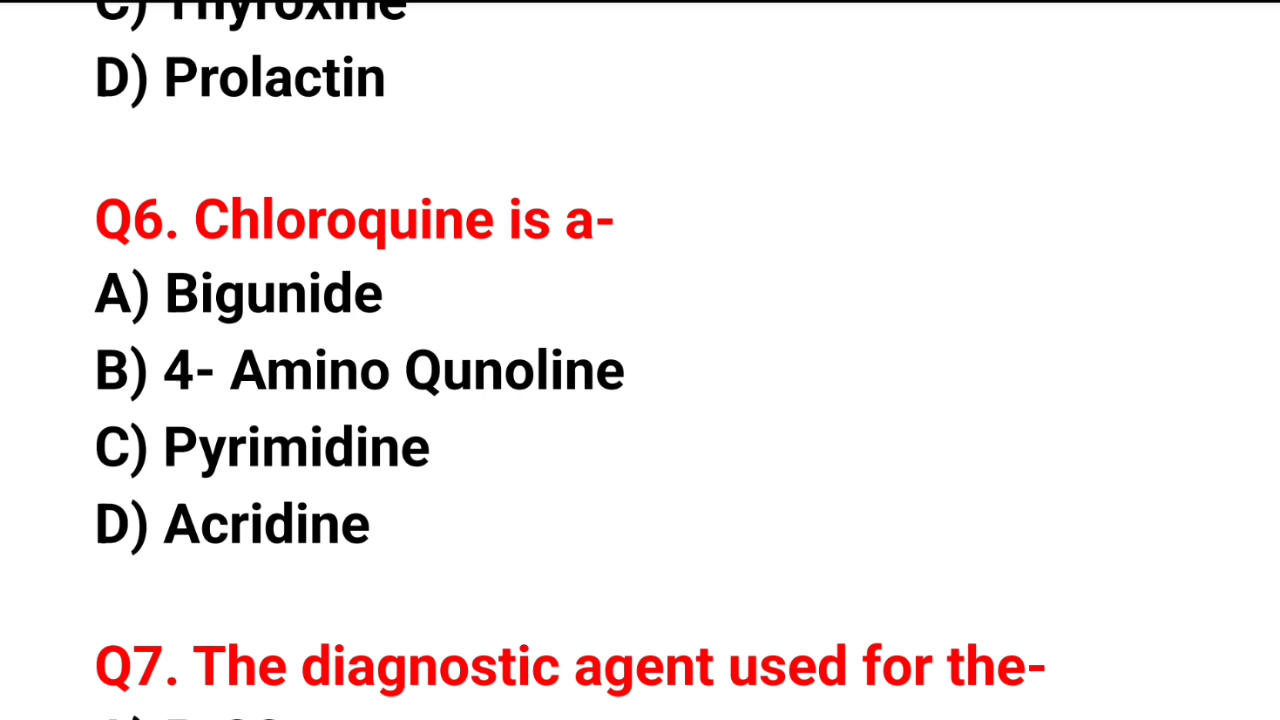 C) Thyroxine
D) Prolactin
Q6. Chloroquine is a-
A) Bigunide
B) 4- Amino Qunoline
C) Pyrimidine
D) Acridine
Q7. The diagnostic agent used for the-